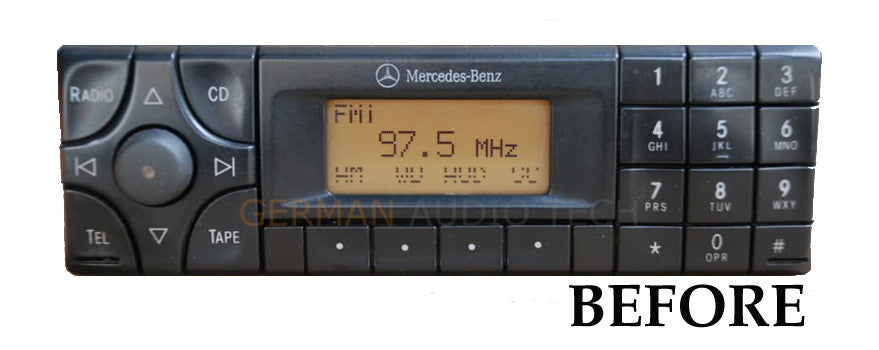 Mercedes-Benz
RADIO
CD
TEL
TAPE
FM
97.5 MHz
GERMAN AUDIO TECH
1
2 ABC
3 DEF
4 GHI
5 JKL
6 MNO
7 PRS
8 TUV
9 WXY
*
0 OPR
#
BEFORE